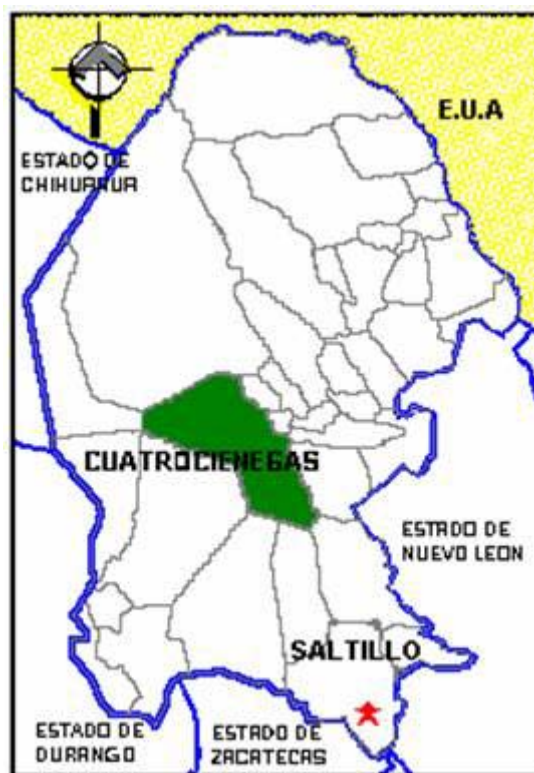 E.U.A
ESTADO DE
CHIHUAHUA
CUATROCIENEGAS
ESTADO DE
NUEVO LEON
SALTILLO
ESTADO DE
DURANGO
ESTADO DE
ZACATECAS